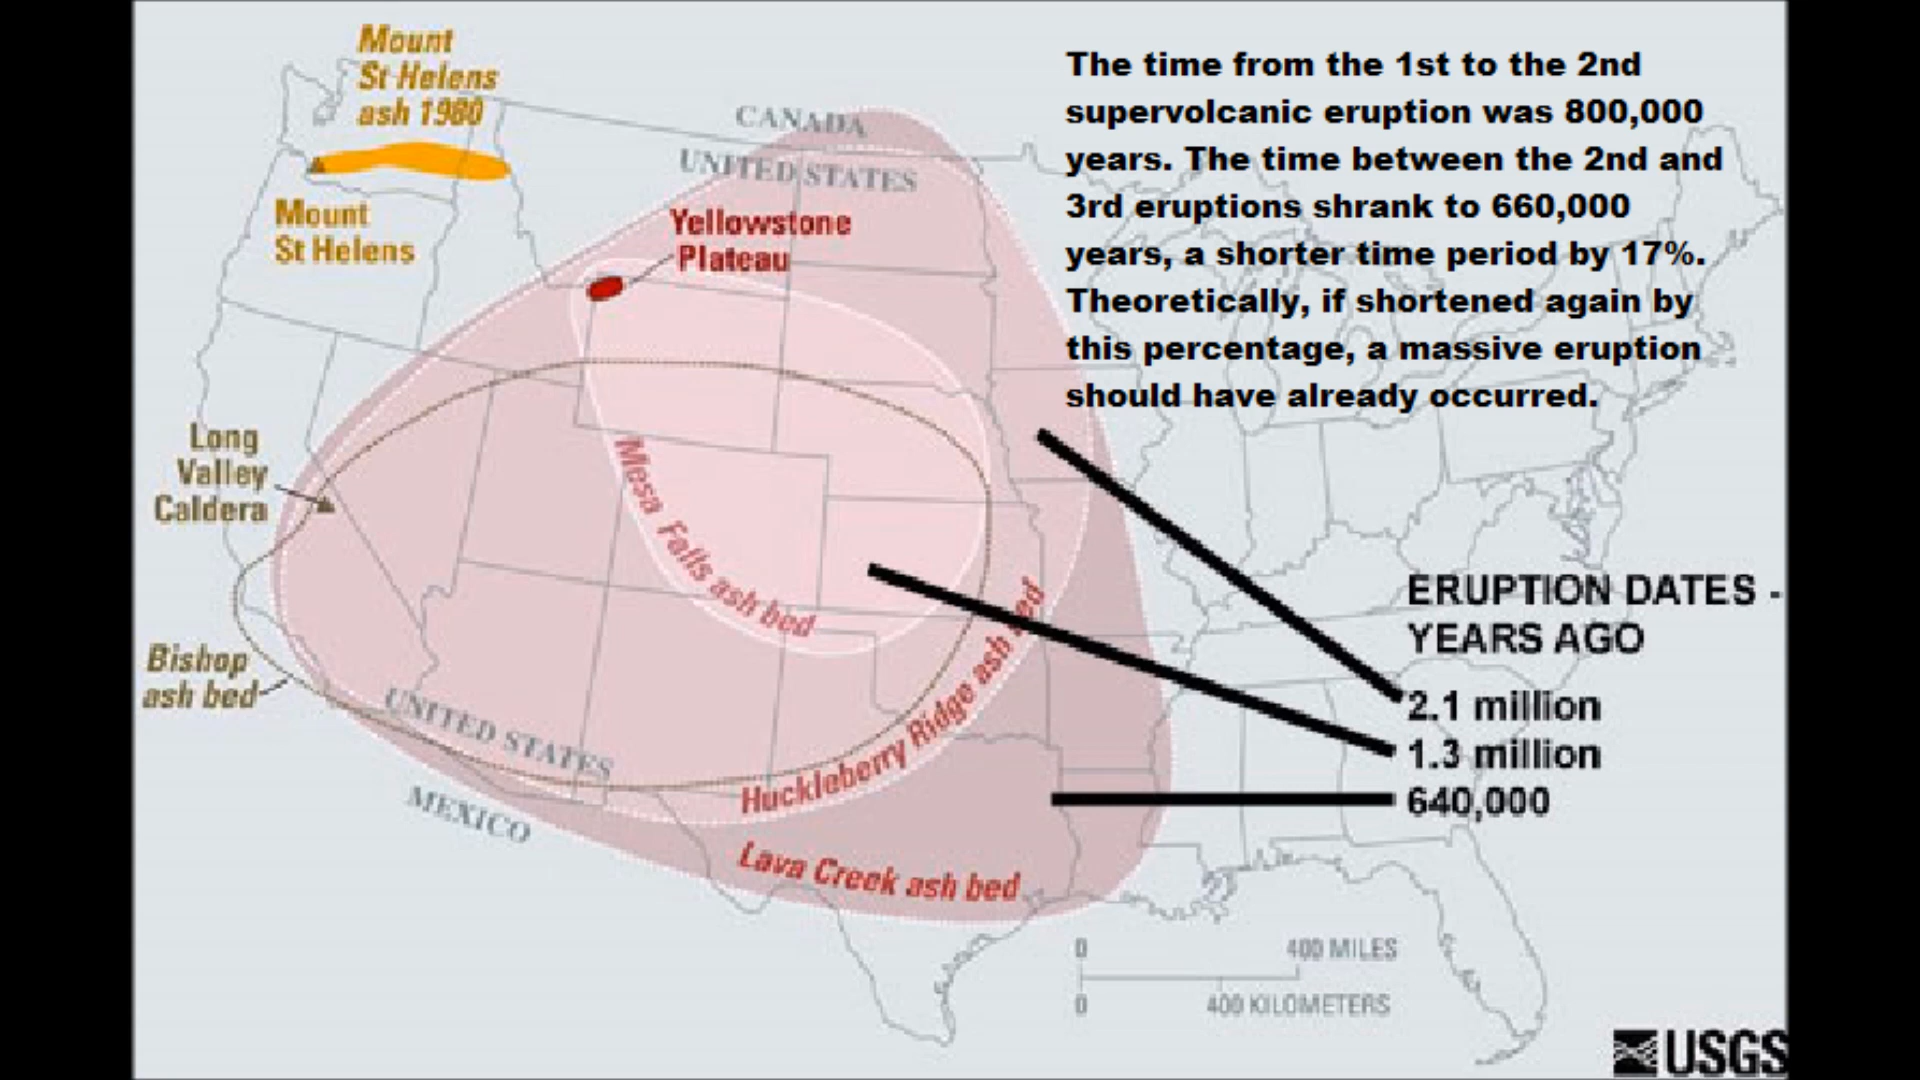 Mount
St Helens
ash 1980
The time from the 1st to the 2nd
supervolcanic eruption was 800,000
years. The time between the 2nd and
3rd eruptions shrank to 660,000
years, a shorter time period by 17%.
Theoretically, if shortened again by
this percentage, a massive eruption
should have already occurred.
CANADA
UNITED STATES
Mount
St Helens
Yellowstone
Plateau
Long
Valley
Caldera
Mesa Falls ash bed
Bishop
ash bed
Huckleberry Ridge ash bed
ERUPTION DATES -
YEARS AGO
2.1 million
1.3 million
640,000
UNITED STATES
MEXICO
Lava Creek ash bed
0 400 MILES
0 400 KILOMETERS
USGS